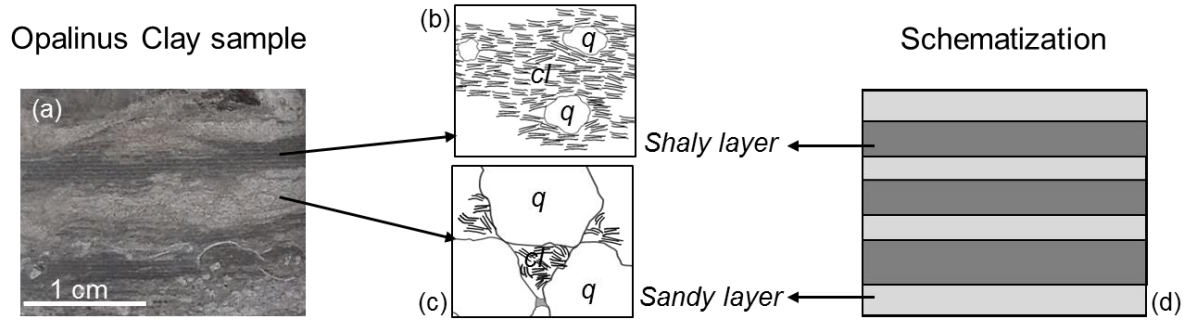 Opalinus Clay sample
(a)
1 cm
(b)
q
cl
q
(c)
q
cl
q
Schematization
Shaly layer
Sandy layer
(d)